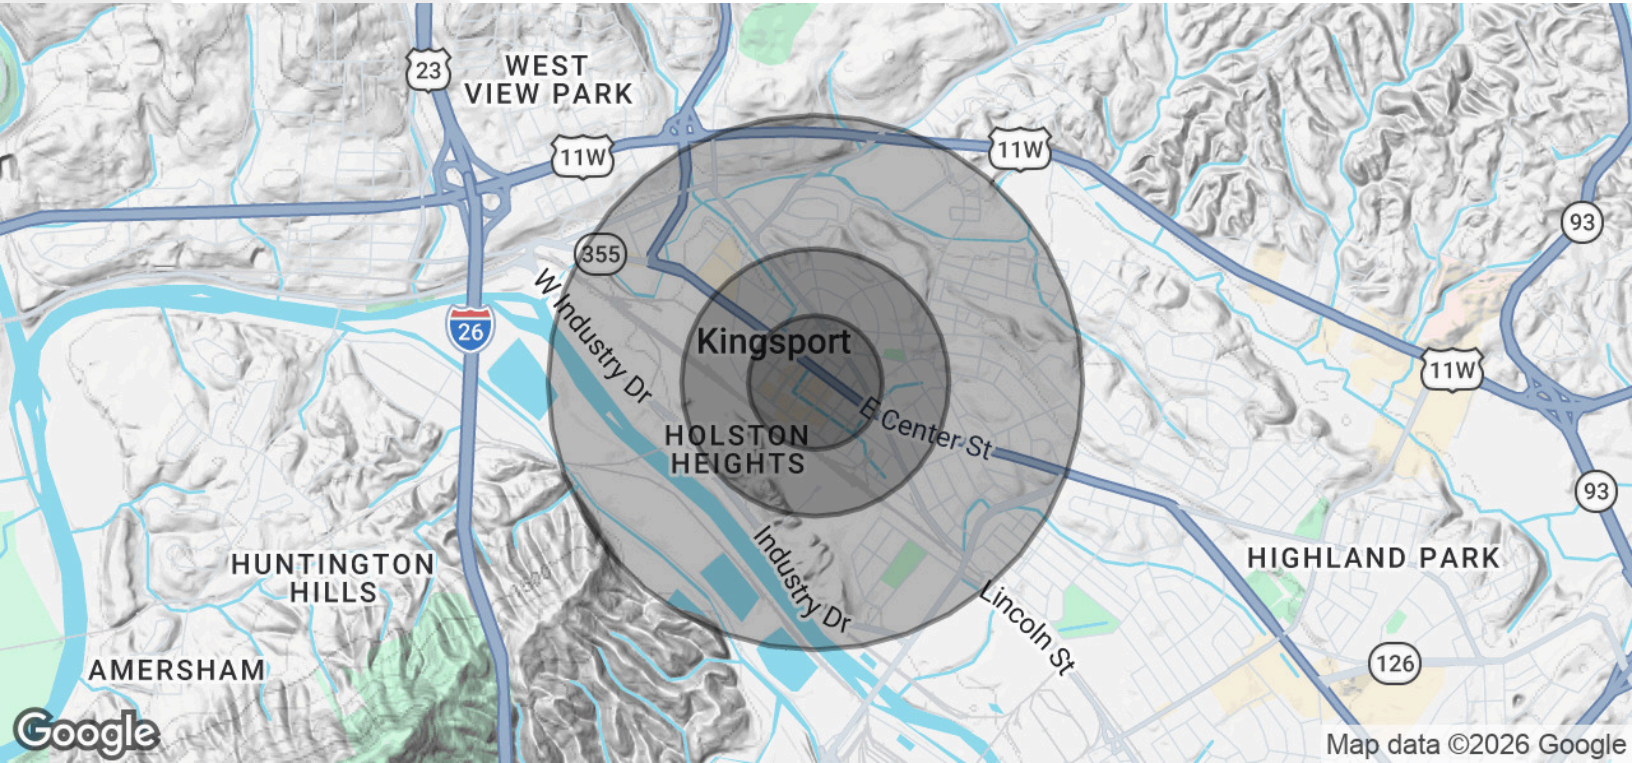 23
WEST
VIEW PARK
11W
11W
93
355
W Industry Dr
26
Kingsport
11W
E Center St
HOLSTON
HEIGHTS
93
Industry Dr
HIGHLAND PARK
HUNTINGTON
HILLS
1520
Lincoln St
AMERSHAM
126
Google
Map data ©2026 Google